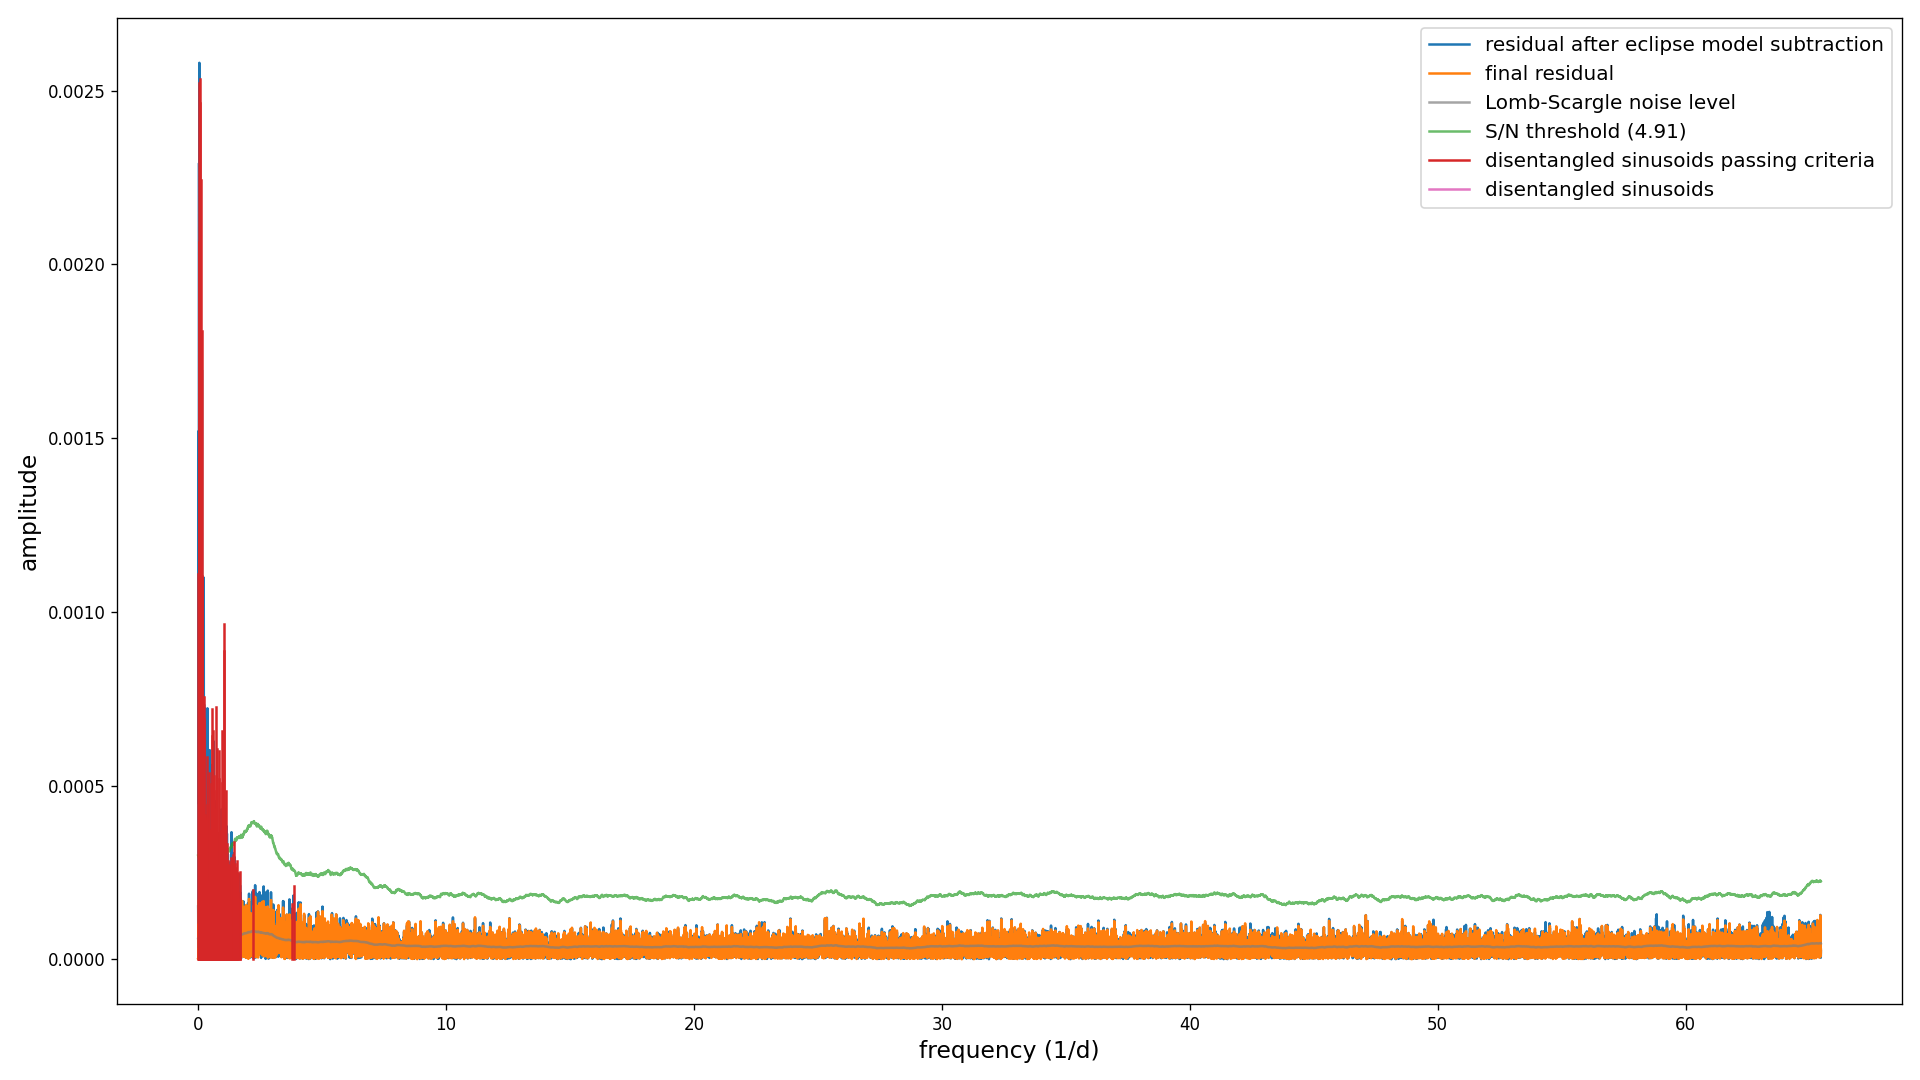 residual after eclipse model subtraction
final residual
Lomb-Scargle noise level
S/N threshold (4.91)
disentangled sinusoids passing criteria
disentangled sinusoids
0.0025
0.0020
0.0015
0.0010
0.0005
0.0000
amplitude
0 10 20 30 40 50 60
frequency (1/d)